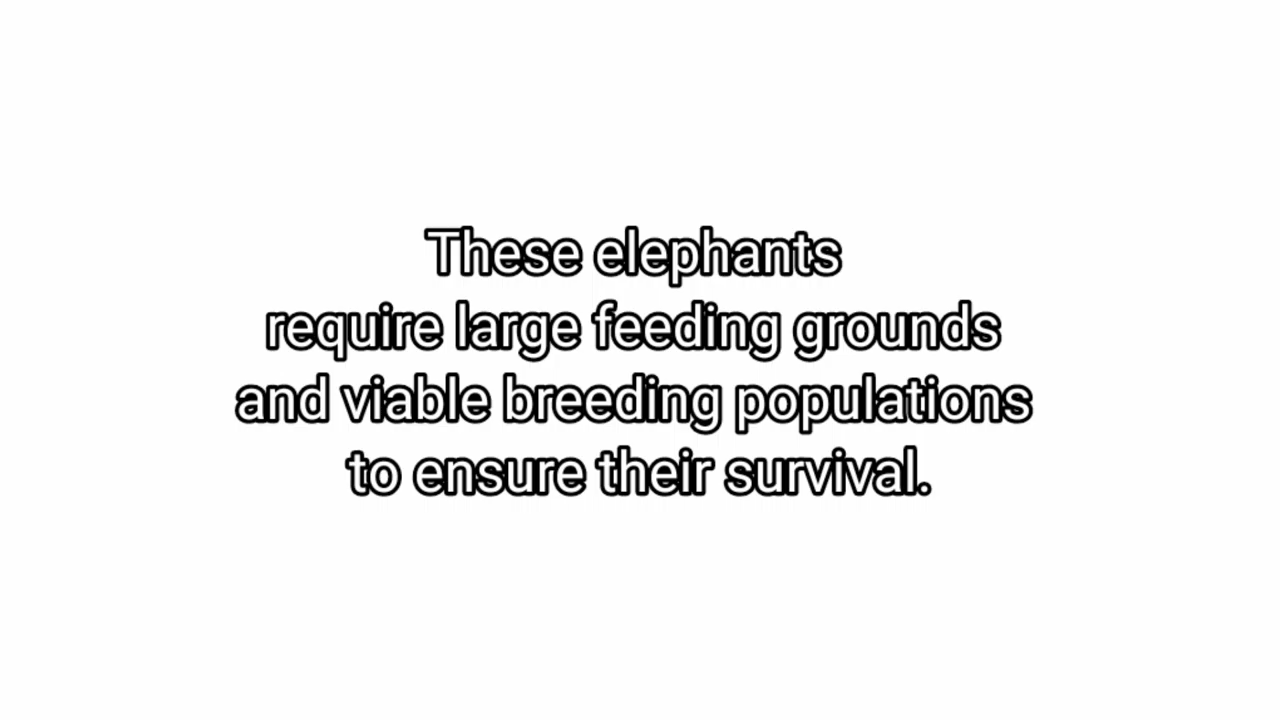 These elephants
require large feeding grounds
and viable breeding populations
to ensure their survival.